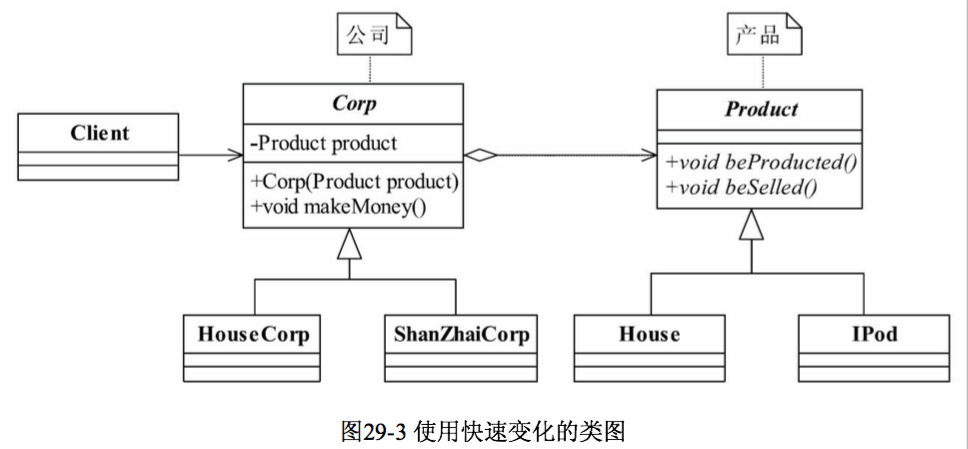 公司
产品
Client
Corp
-Product product
+Corp(Product product)
+void makeMoney()
Product
+void beProducted()
+void beSelled()
HouseCorp
ShanZhaiCorp
House
IPod
图29-3 使用快速变化的类图